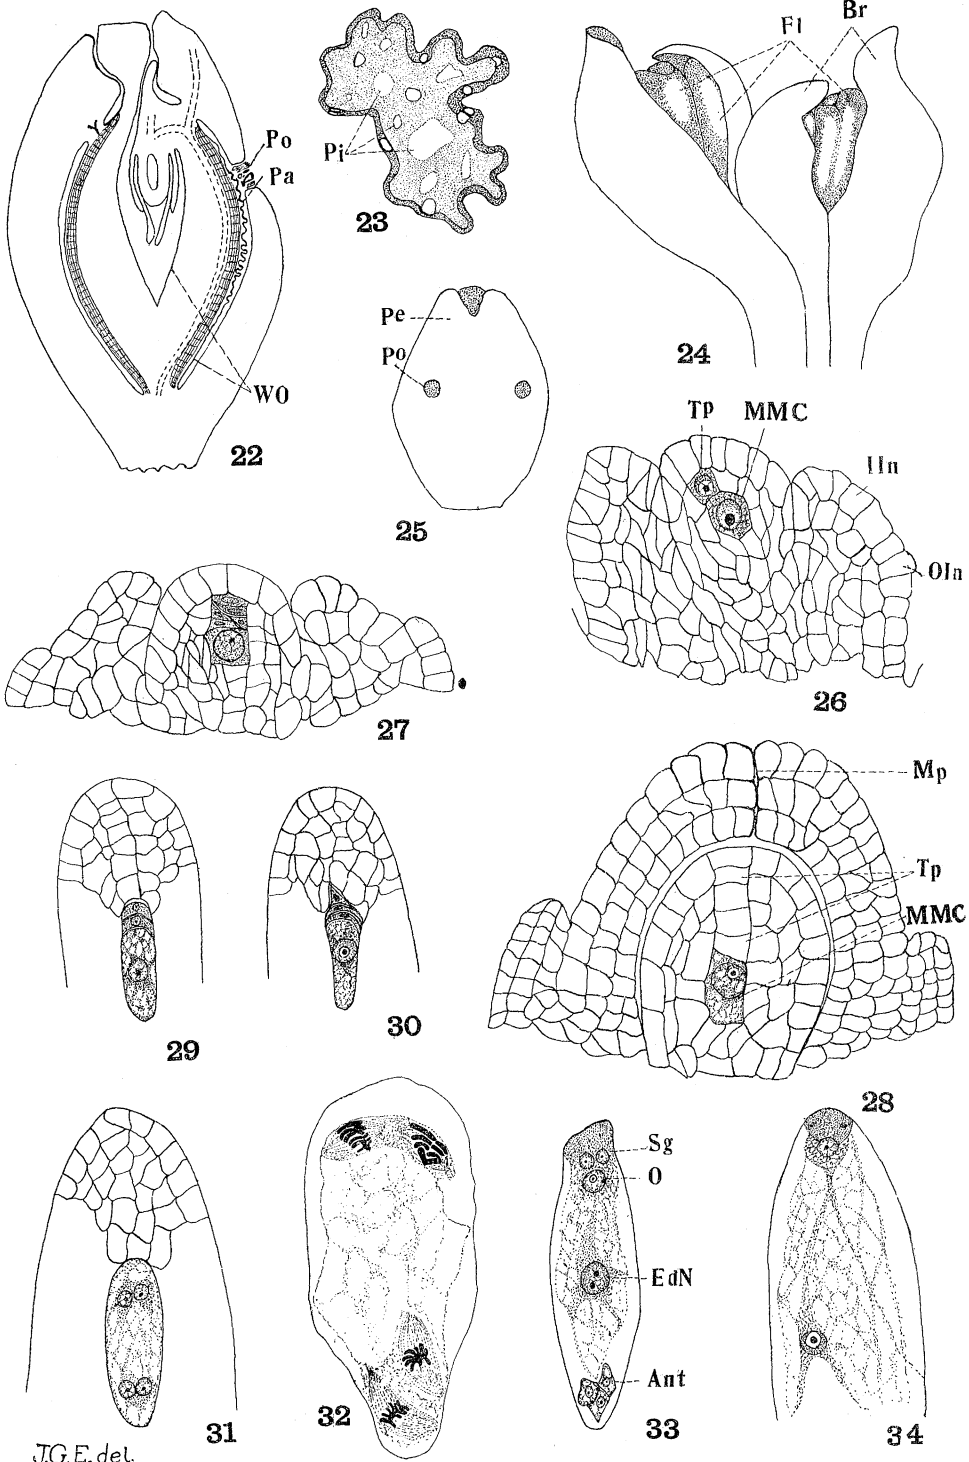 Po
Pa
WO
22
Pi
23
Fl
Br
24
Pe
Po
25
Tp
MMC
IIn
OIn
26
27
Mp
Tp
MMC
28
29
30
31
32
Sg
O
EdN
Ant
33
34
J.G.E. del.